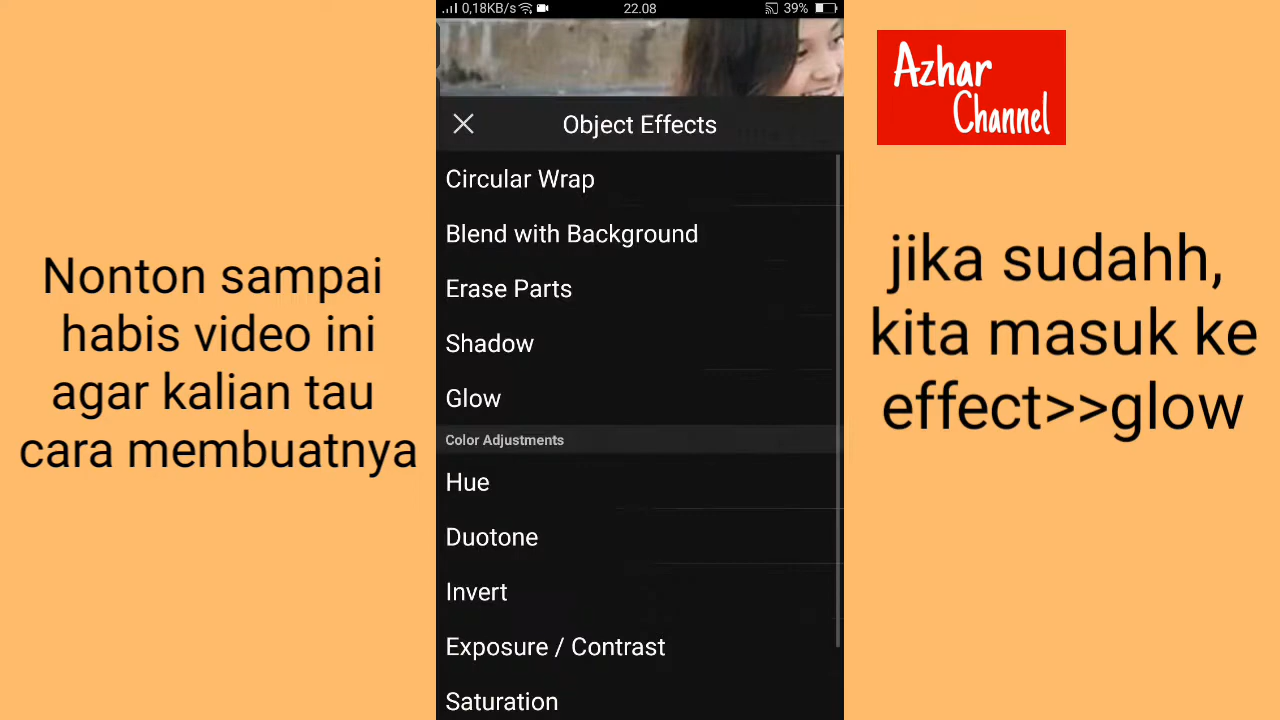 0,18KB/s
22.08
39%
Azhar
Channel
Object Effects
Circular Wrap
Blend with Background
Erase Parts
Shadow
Glow
Color Adjustments
Hue
Duotone
Invert
Exposure / Contrast
Saturation
Nonton sampai
habis video ini
agar kalian tau
cara membuatnya
jika sudahh,
kita masuk ke
effect>>glow